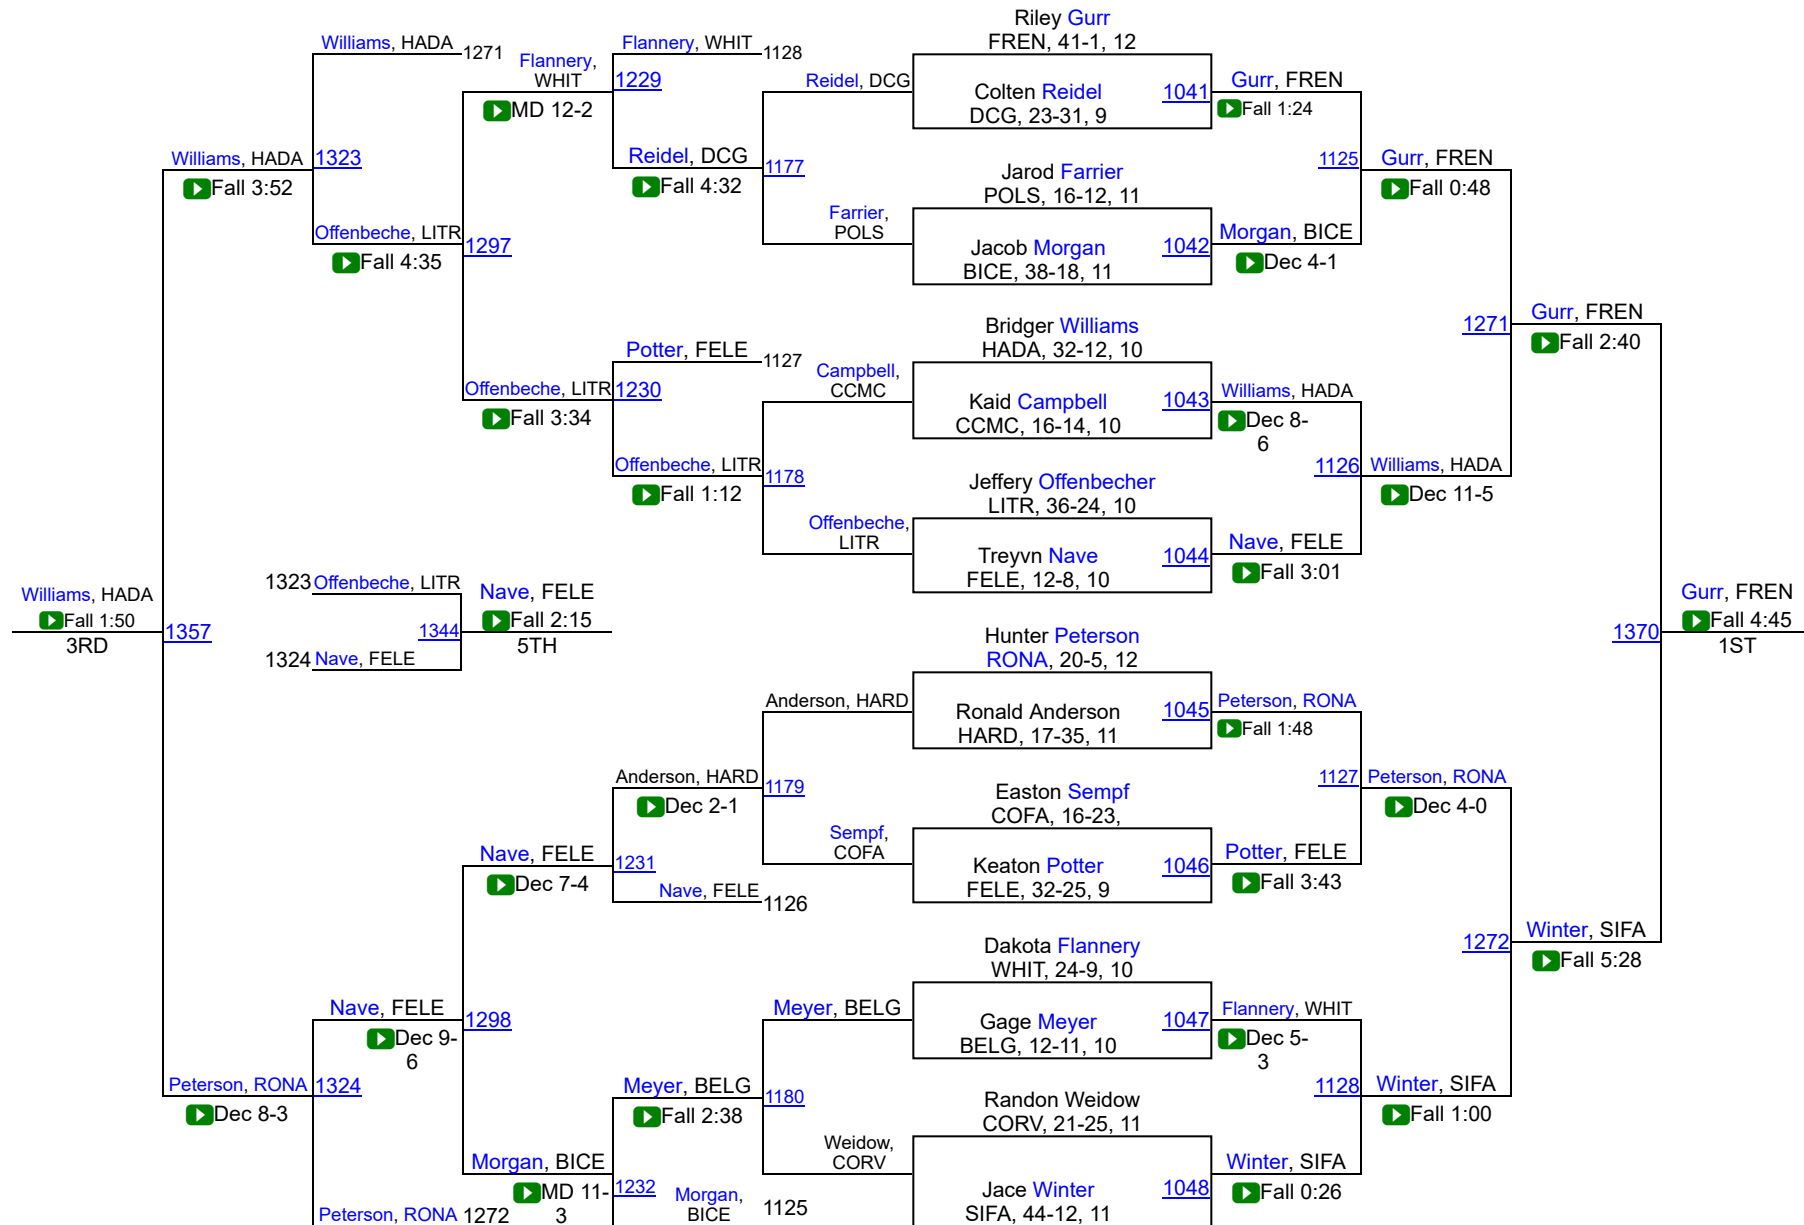 Williams, HADA
1271
Flannery,
WHIT
MD 12-2
Flannery, WHIT
1128
1229
Reidel, DCG
Riley Gurr
FREN, 41-1, 12
Colten Reidel
DCG, 23-31, 9
1041
Gurr, FREN
Fall 1:24
Williams, HADA
Fall 3:52
1323
Reidel, DCG
Fall 4:32
1177
Jarod Farrier
POLS, 16-12, 11
1125
Gurr, FREN
Fall 0:48
Offenbeche, LITR
Fall 4:35
1297
Farrier,
POLS
Jacob Morgan
BICE, 38-18, 11
1042
Morgan, BICE
Dec 4-1
Bridger Williams
HADA, 32-12, 10
1271
Gurr, FREN
Fall 2:40
Potter, FELE
1127
Offenbeche, LITR
Fall 3:34
1230
Campbell,
CCMC
Kaid Campbell
CCMC, 16-14, 10
1043
Williams, HADA
Dec 8-
6
Offenbeche, LITR
Fall 1:12
1178
Jeffery Offenbecher
LITR, 36-24, 10
1126
Williams, HADA
Dec 11-5
Offenbeche,
LITR
Treyvn Nave
FELE, 12-8, 10
1044
Nave, FELE
Fall 3:01
Williams, HADA
Fall 1:50
3RD
1357
1323
Offenbeche, LITR
1324
Nave, FELE
1344
Nave, FELE
Fall 2:15
5TH
Hunter Peterson
RONA, 20-5, 12
1370
Gurr, FREN
Fall 4:45
1ST
Anderson, HARD
Ronald Anderson
HARD, 17-35, 11
1045
Peterson, RONA
Fall 1:48
Anderson, HARD
Dec 2-1
1179
Easton Sempf
COFA, 16-23,
1127
Peterson, RONA
Dec 4-0
Nave, FELE
Dec 7-4
1231
Nave, FELE
1126
Sempf,
COFA
Keaton Potter
FELE, 32-25, 9
1046
Potter, FELE
Fall 3:43
Dakota Flannery
WHIT, 24-9, 10
1272
Winter, SIFA
Fall 5:28
Nave, FELE
Dec 9-
6
1298
Meyer, BELG
Gage Meyer
BELG, 12-11, 10
1047
Flannery, WHIT
Dec 5-
3
Peterson, RONA
Dec 8-3
1324
Meyer, BELG
Fall 2:38
1180
Randon Weidow
CORV, 21-25, 11
1128
Winter, SIFA
Fall 1:00
Morgan, BICE
MD 11-
3
1232
Weidow,
CORV
Jace Winter
SIFA, 44-12, 11
1048
Winter, SIFA
Fall 0:26
Peterson, RONA
1272
Morgan,
BICE
1125